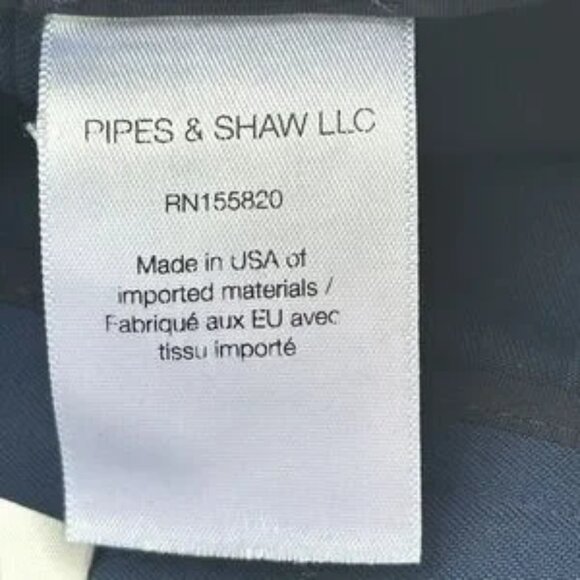 PIPES & SHAW LLC
RN155820
Made in USA of
imported materials /
Fabriqué aux EU avec
tissu importé